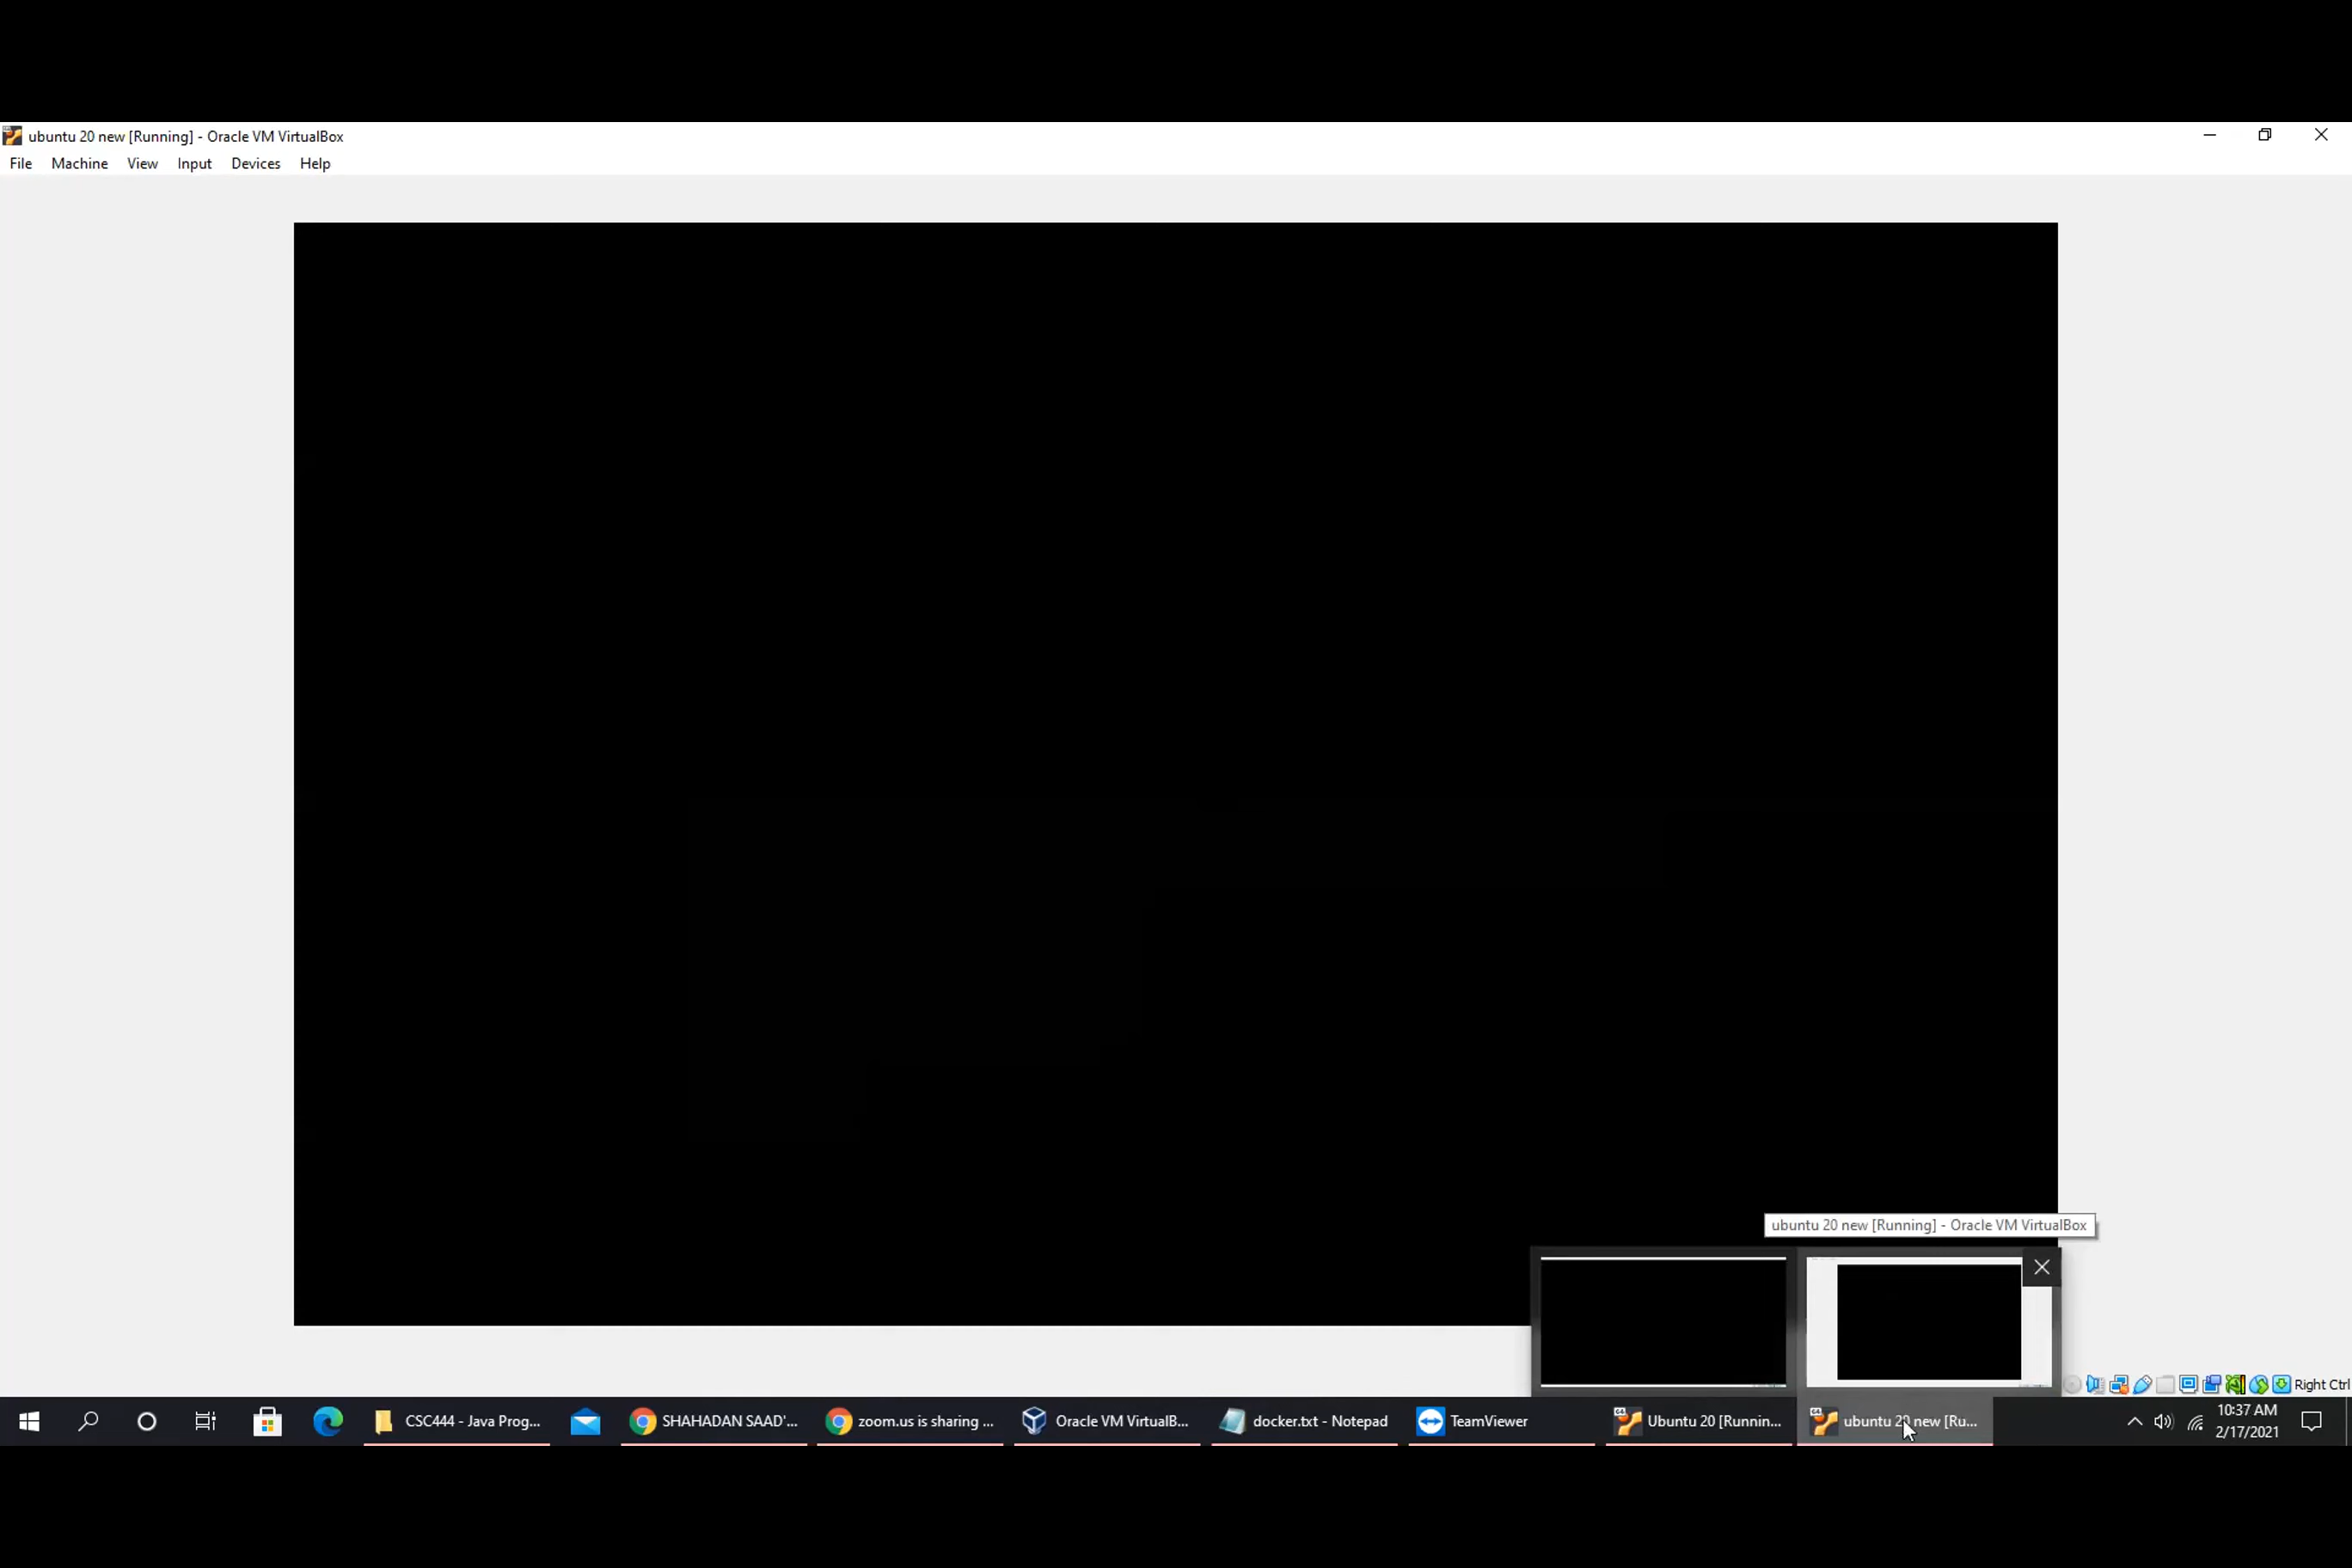 ubuntu 20 new [Running] - Oracle VM VirtualBox
File Machine View Input Devices Help
ubuntu 20 new [Running] - Oracle VM VirtualBox
Right Ctrl
CSC444 - Java Prog... SHAHADAN SAAD'... zoom.us is sharing ... Oracle VM VirtualB... docker.txt - Notepad TeamViewer Ubuntu 20 [Runnin... ubuntu 20 new [Ru...
10:37 AM
2/17/2021